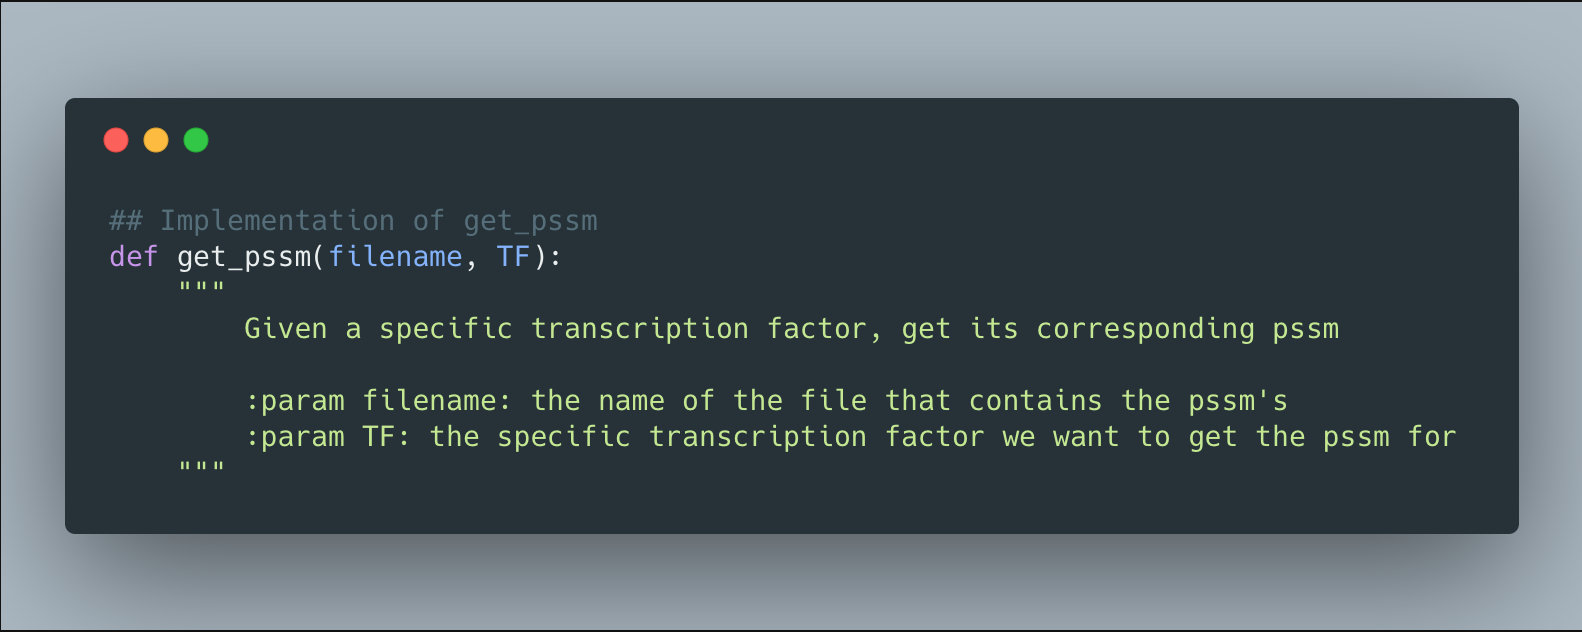 ## Implementation of get_pssm
def get_pssm(filename, TF):
    """
        Given a specific transcription factor, get its corresponding pssm

        :param filename: the name of the file that contains the pssm's
        :param TF: the specific transcription factor we want to get the pssm for
    """